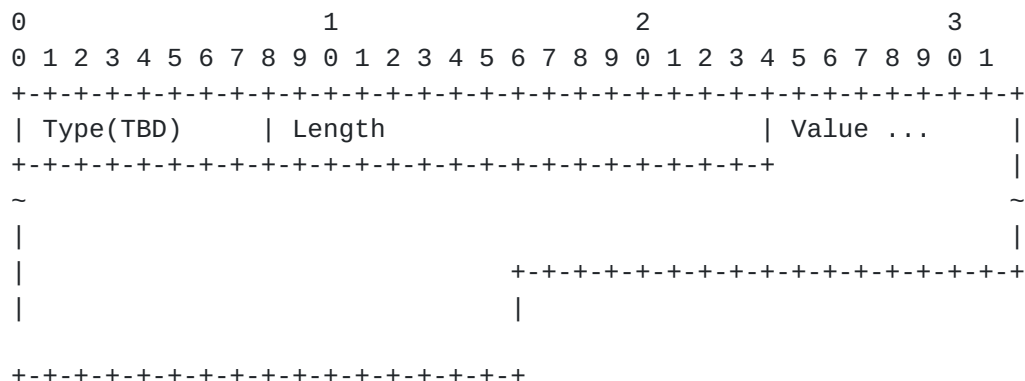 0                   1                   2                   3
0 1 2 3 4 5 6 7 8 9 0 1 2 3 4 5 6 7 8 9 0 1 2 3 4 5 6 7 8 9 0 1
+-+-+-+-+-+-+-+-+-+-+-+-+-+-+-+-+-+-+-+-+-+-+-+-+-+-+-+-+-+-+-+-+
| Type(TBD)     | Length                        | Value ...     |
+-+-+-+-+-+-+-+-+-+-+-+-+-+-+-+-+-+-+-+-+-+-+-+-+               |
~                                                               ~
|                                                               |
|                               +-+-+-+-+-+-+-+-+-+-+-+-+-+-+-+-+
|                               |
+-+-+-+-+-+-+-+-+-+-+-+-+-+-+-+-+